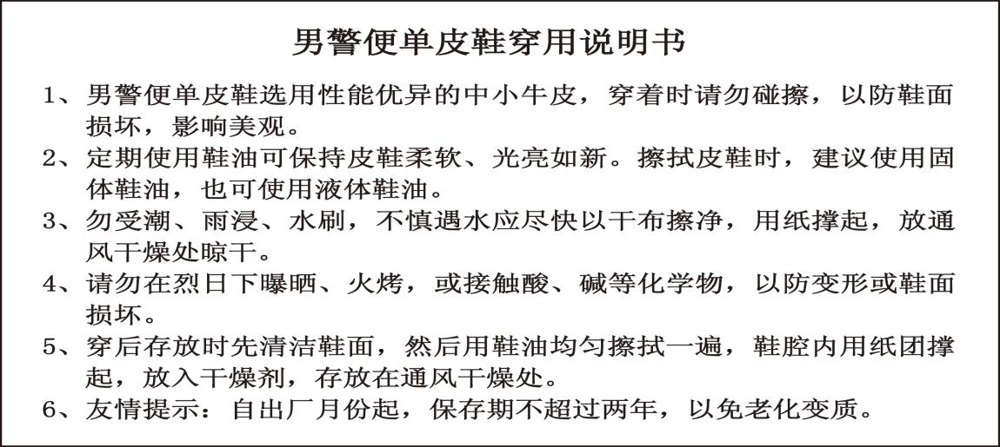 男警便单皮鞋穿用说明书
1、男警便单皮鞋选用性能优异的中小牛皮，穿着时请勿碰擦，以防鞋面
损坏，影响美观。
2、定期使用鞋油可保持皮鞋柔软、光亮如新。擦拭皮鞋时，建议使用固
体鞋油，也可使用液体鞋油。
3、勿受潮、雨浸、水刷，不慎遇水应尽快以干布擦净，用纸撑起，放通
风干燥处晾干。
4、请勿在烈日下曝晒、火烤，或接触酸、碱等化学物，以防变形或鞋面
损坏。
5、穿后存放时先清洁鞋面，然后用鞋油均匀擦拭一遍，鞋腔内用纸团撑
起，放入干燥剂，存放在通风干燥处。
6、友情提示：自出厂月份起，保存期不超过两年，以免老化变质。